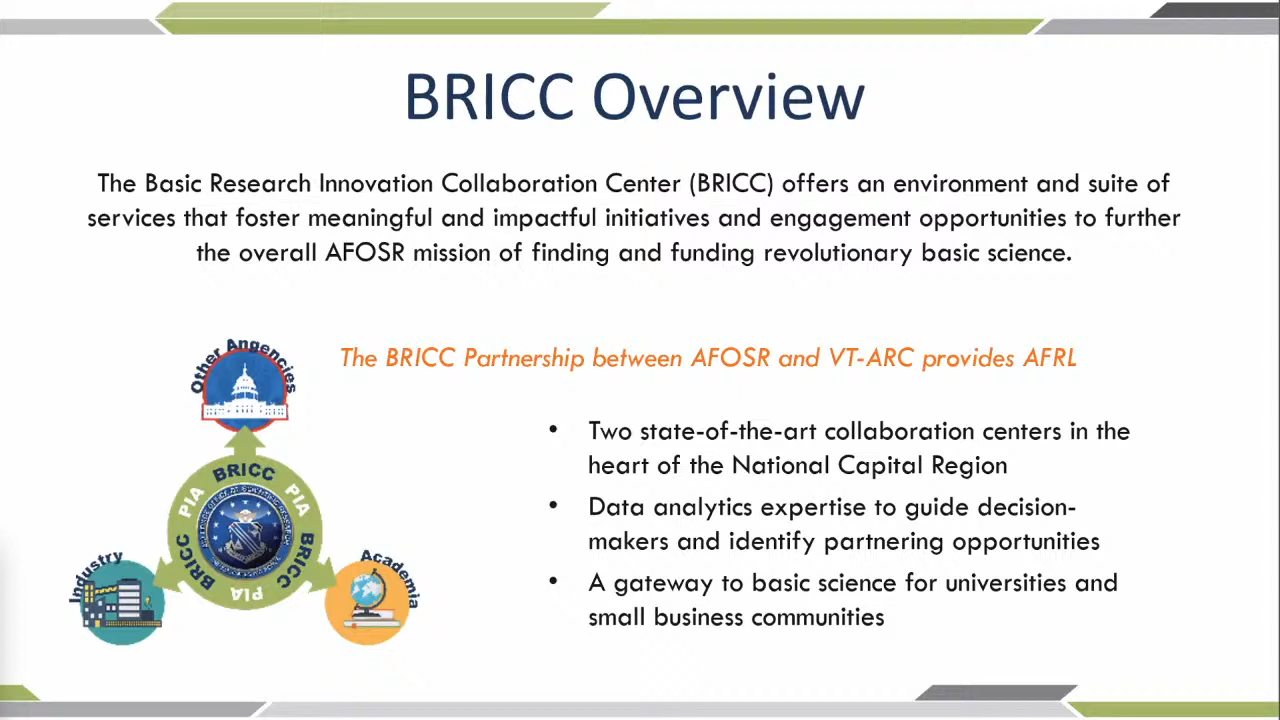 BRICC Overview
The Basic Research Innovation Collaboration Center (BRICC) offers an environment and suite of
services that foster meaningful and impactful initiatives and engagement opportunities to further
the overall AFOSR mission of finding and funding revolutionary basic science.
The BRICC Partnership between AFOSR and VT-ARC provides AFRL
Other Angencies
BRICC
PIA
PIA
BRICC
BRICC
PIA
Industry
Academia
• Two state-of-the-art collaboration centers in the
heart of the National Capital Region
• Data analytics expertise to guide decision-
makers and identify partnering opportunities
• A gateway to basic science for universities and
small business communities